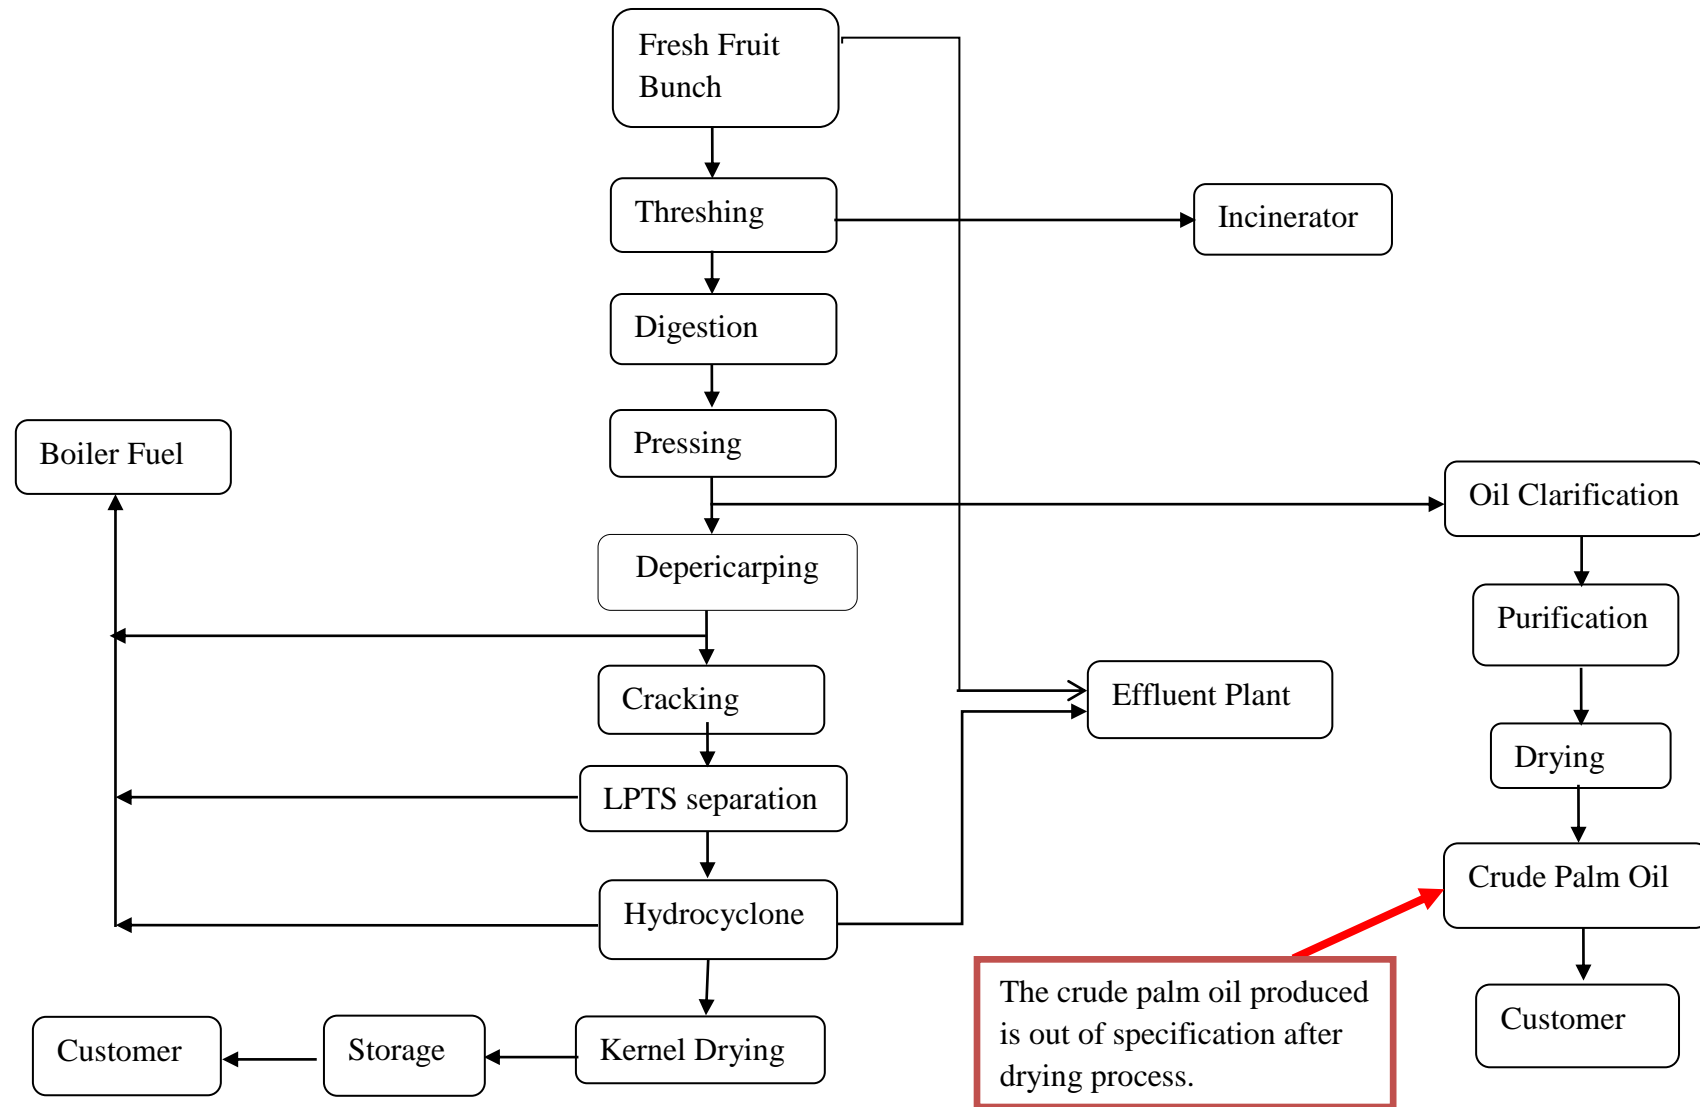 Fresh Fruit
Bunch
Threshing
Incinerator
Digestion
Pressing
Boiler Fuel
Oil Clarification
Depericarping
Purification
Cracking
Effluent Plant
Drying
LPTS separation
Crude Palm Oil
Hydrocyclone
The crude palm oil produced
is out of specification after
drying process.
Customer
Storage
Kernel Drying
Customer